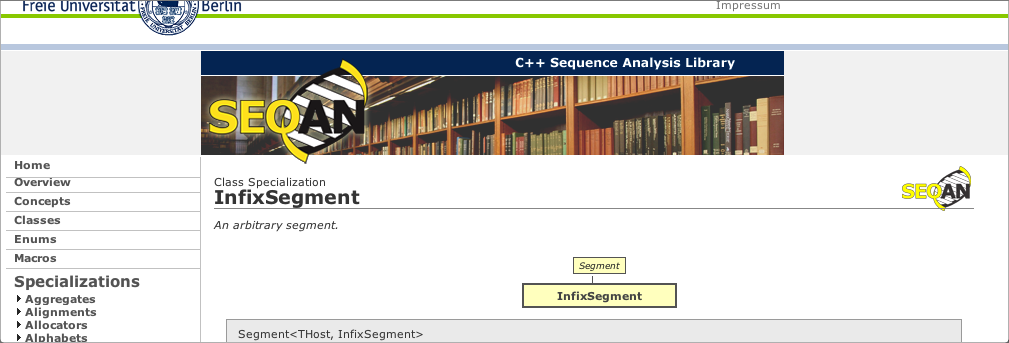 Freie Universität Berlin
Impressum
C++ Sequence Analysis Library
SEQAN
Home
Overview
Concepts
Classes
Enums
Macros
Specializations
Aggregates
Alignments
Allocators
Alphabets
Class Specialization
InfixSegment
SEQAN
An arbitrary segment.
Segment
InfixSegment
Segment<THost, InfixSegment>